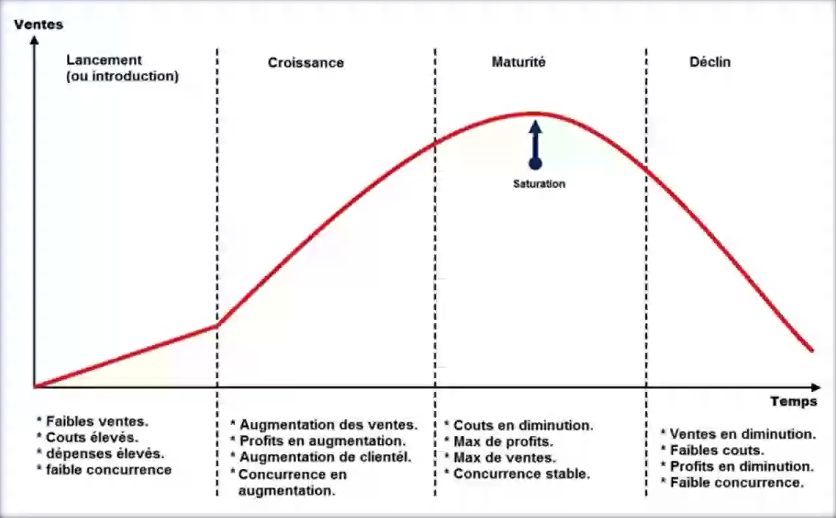 Ventes
Lancement
(ou introduction)
Croissance
Maturité
Déclin
Saturation
Temps
* Faibles ventes.
* Couts élevés.
* dépenses élevés.
* faible concurrence
* Augmentation des ventes.
* Profits en augmentation.
* Augmentation de clientél.
* Concurrence en
augmentation.
* Couts en diminution.
* Max de profits.
* Max de ventes.
* Concurrence stable.
* Ventes en diminution.
* Faibles couts.
* Profits en diminution.
* Faible concurrence.